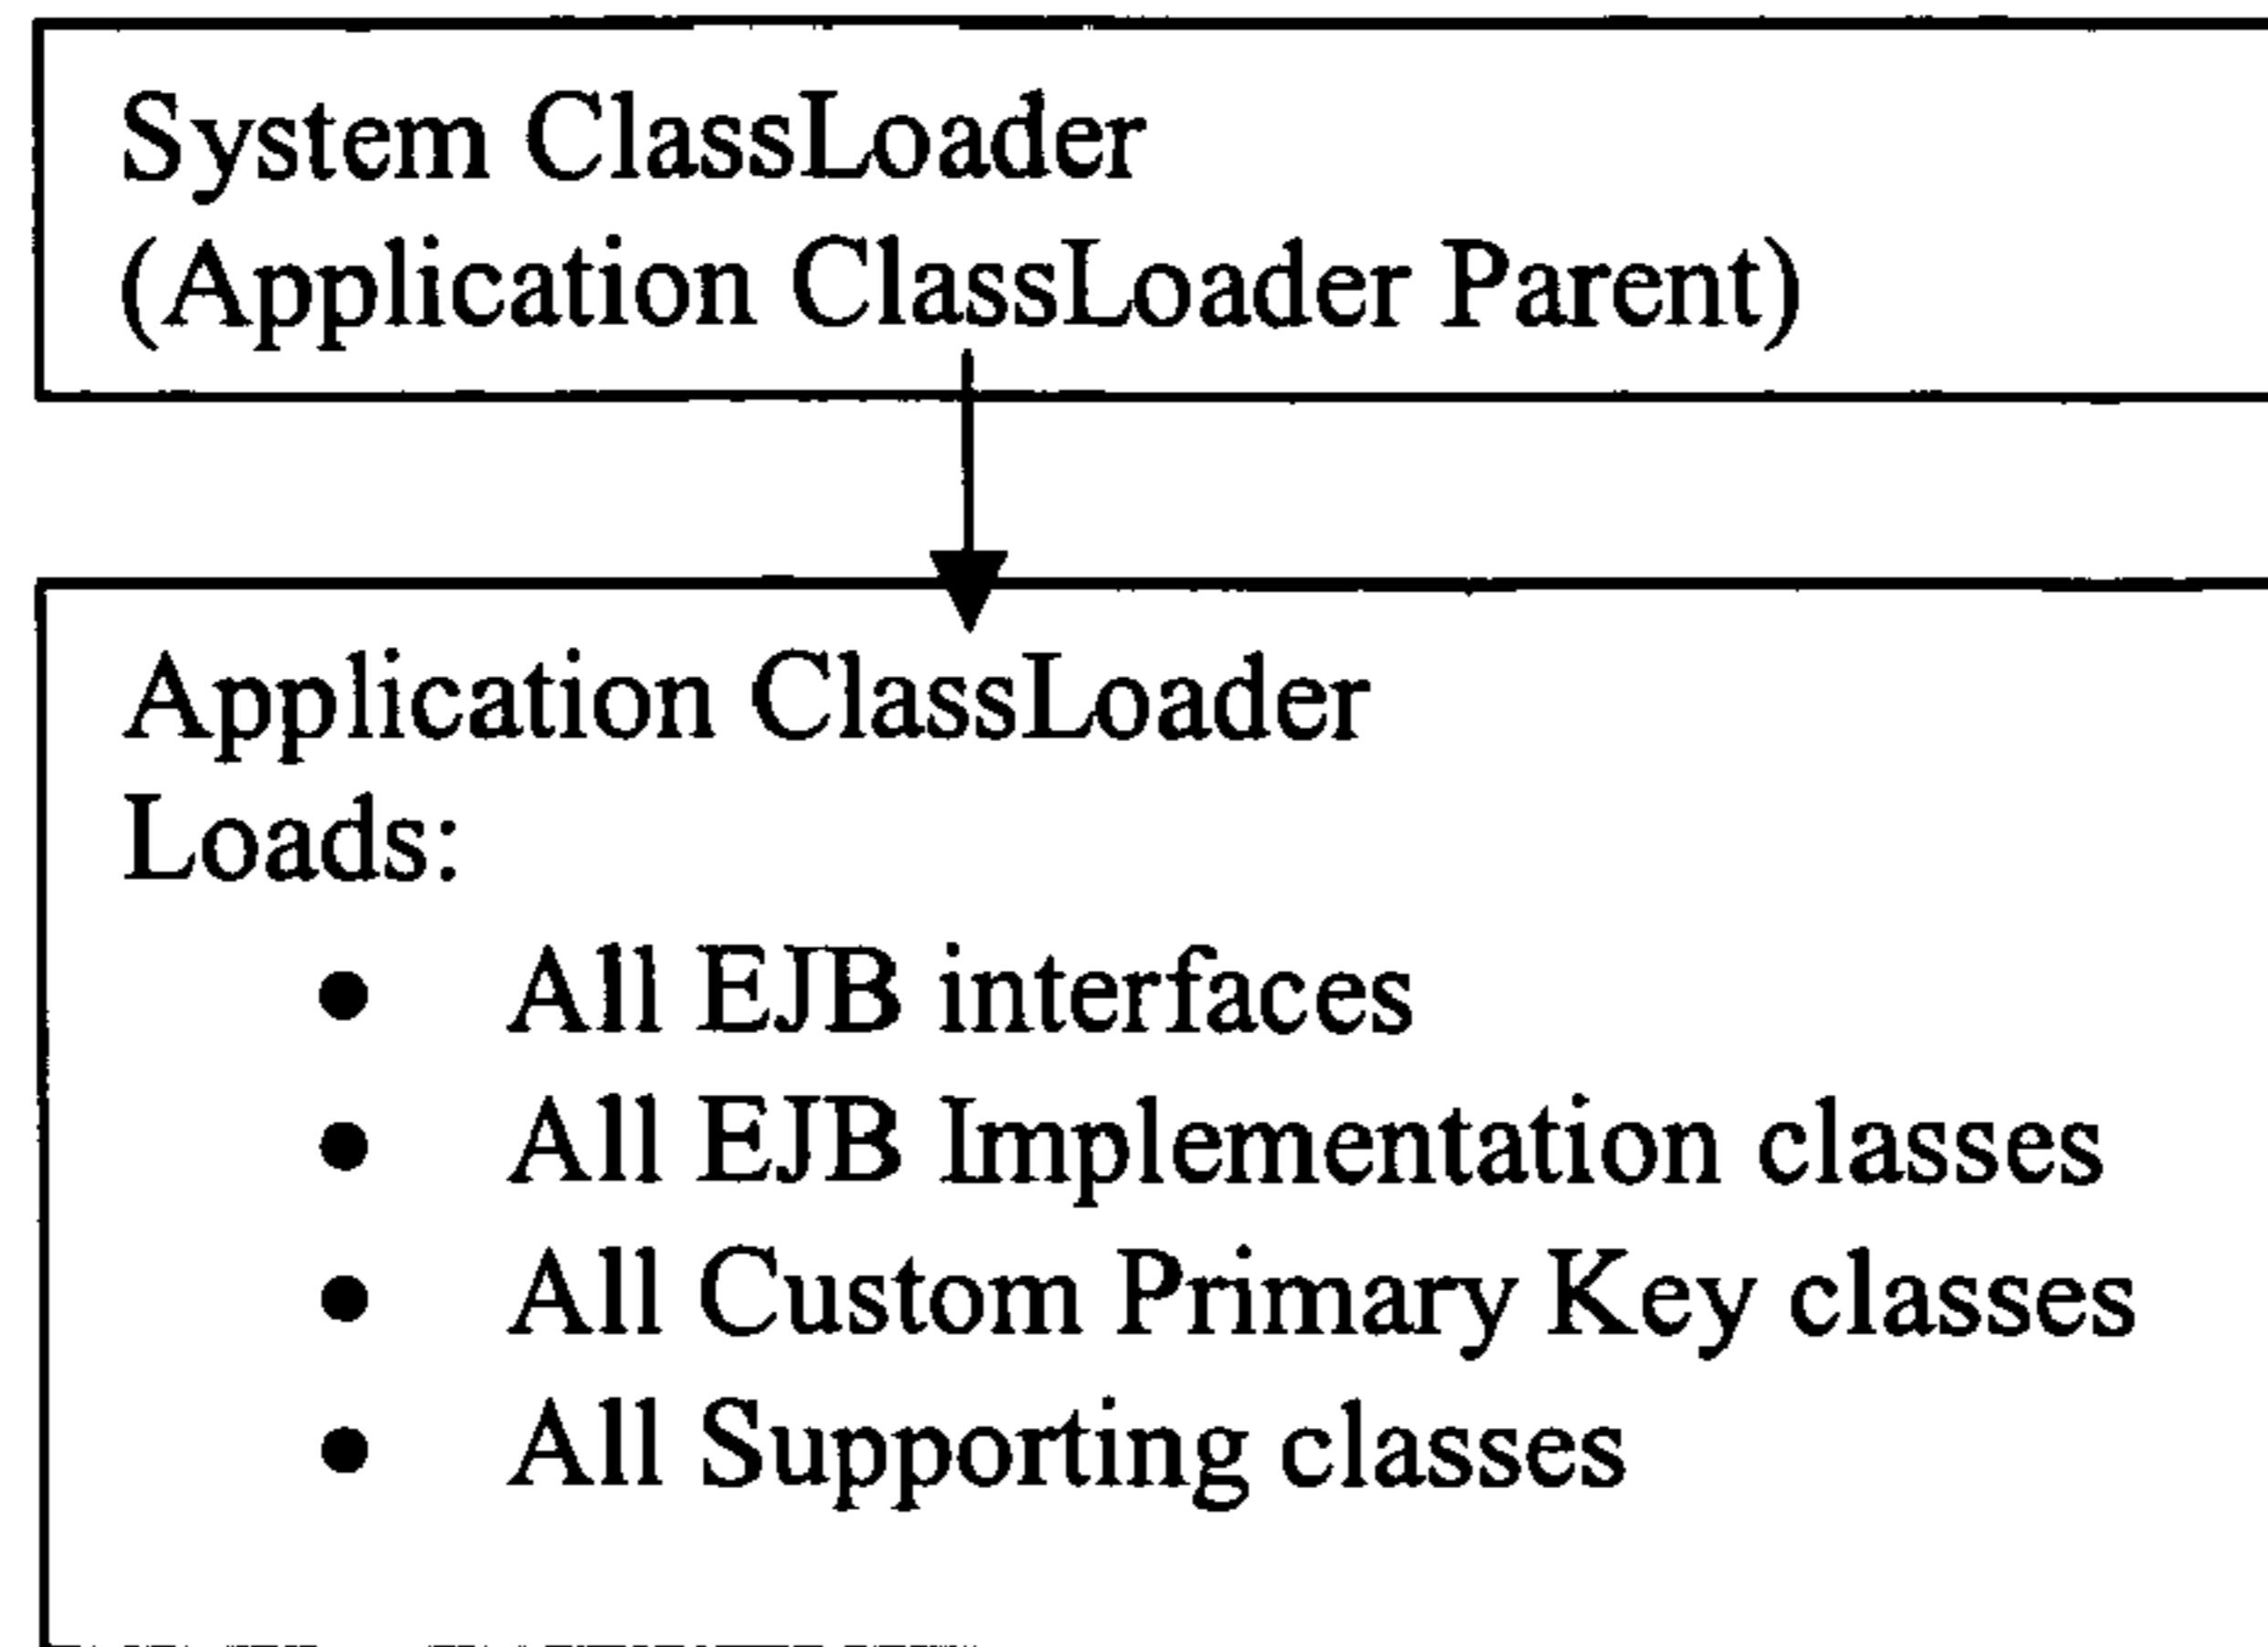 System ClassLoader
(Application ClassLoader Parent)
Application ClassLoader
Loads:
• All EJB interfaces
• All EJB Implementation classes
• All Custom Primary Key classes
• All Supporting classes